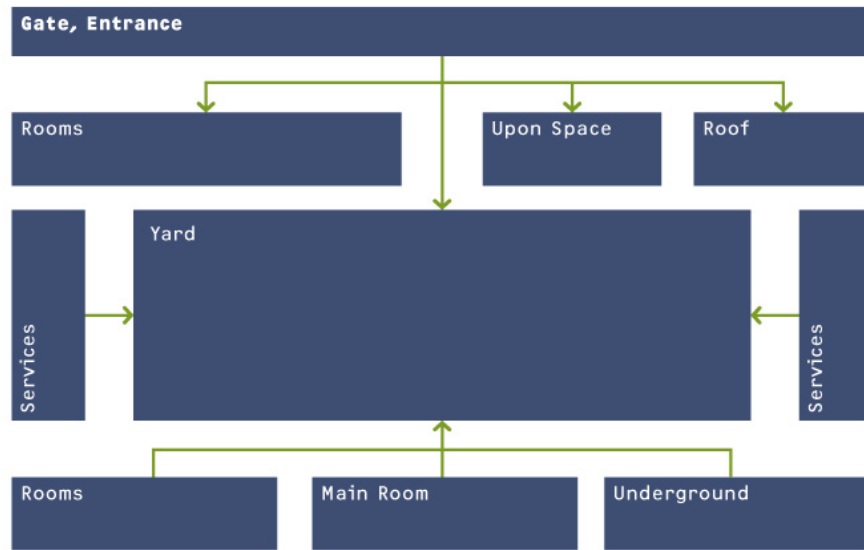 Gate, Entrance
Rooms
Upon Space
Roof
Services
Yard
Services
Rooms
Main Room
Underground